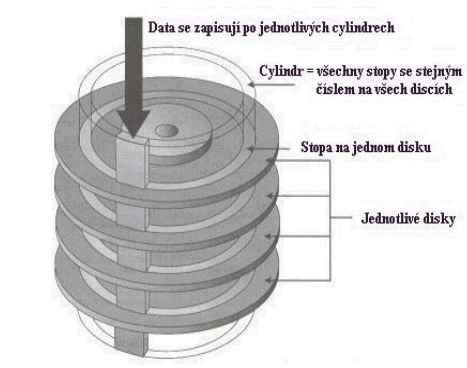 Data se zapisují po jednotlivých cylindrech
Cylindr = všechny stopy se stejným
číslem na všech discích
Stopa na jednom disku
Jednotlivé disky